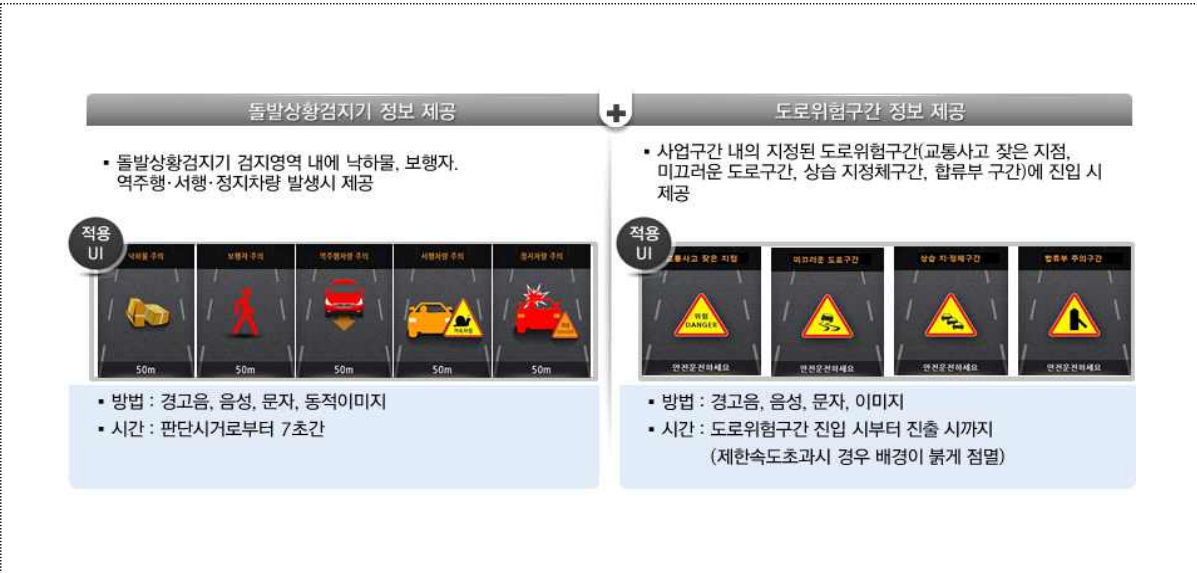 돌발상황검지기 정보 제공
▪ 돌발상황검지기 검지영역 내에 낙하물, 보행자.
역주행·서행·정지차량 발생시 제공
적용
UI
낙하물 주의
보행자 주의
역주행차량 주의
서행차량 주의
정지차량 주의
50m
50m
50m
50m
50m
▪ 방법 : 경고음, 음성, 문자, 동적이미지
▪ 시간 : 판단시거로부터 7초간
도로위험구간 정보 제공
▪ 사업구간 내의 지정된 도로위험구간(교통사고 잦은 지점,
미끄러운 도로구간, 상습 지정체구간, 합류부 구간)에 진입 시
제공
적용
UI
교통사고 잦은 지점
미끄러운 도로구간
상습 지·정체구간
합류부 주의구간
위험
DANGER
안전운전하세요
안전운전하세요
안전운전하세요
안전운전하세요
▪ 방법 : 경고음, 음성, 문자, 이미지
▪ 시간 : 도로위험구간 진입 시부터 진출 시까지
(제한속도초과시 경우 배경이 붉게 점멸)